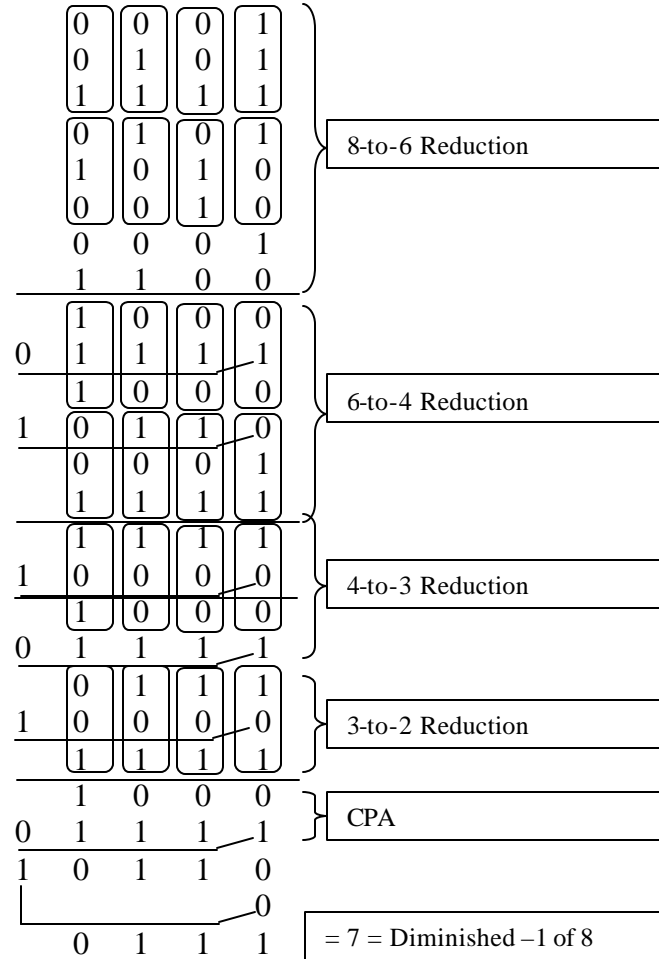 0 0 0 1
0 1 0 1
1 1 1 1
0 1 0 1
8-to-6 Reduction
1 0 1 0
0 0 1 0
0 0 0 1
1 1 0 0
1 0 0 0
0 1 1 1 1
1 0 0 0
6-to-4 Reduction
1 0 1 1 0
0 0 0 1
1 1 1 1
1 1 1 1
1 0 0 0 0
4-to-3 Reduction
1 0 0 0
0 1 1 1 1
0 1 1 1
1 0 0 0 0
3-to-2 Reduction
1 1 1 1
1 0 0 0
CPA
0 1 1 1 1
1 0 1 1 0
0
0 1 1 1
= 7 = Diminished –1 of 8